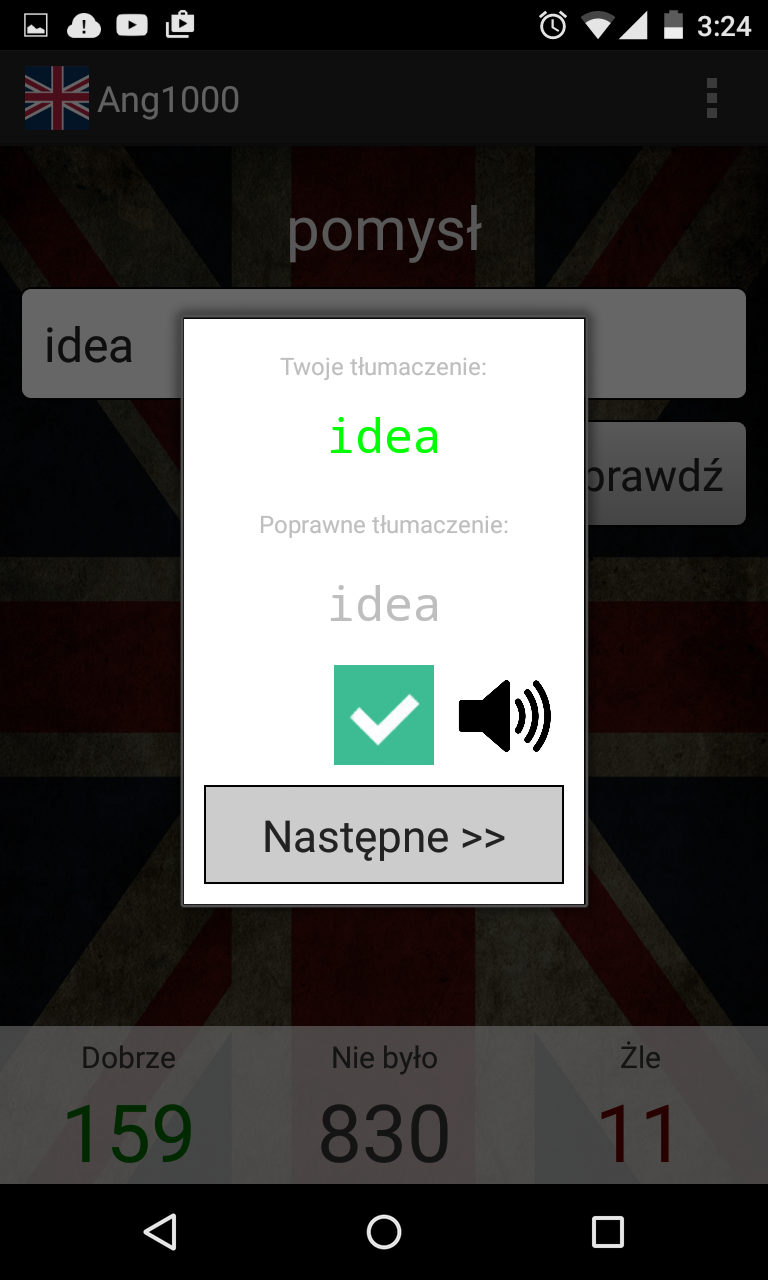 3:24
Ang1000
pomysł
idea
prawdź
Twoje tłumaczenie:
idea
Poprawne tłumaczenie:
idea
Następne >>
Dobrze
Nie było
Żle
159
830
11